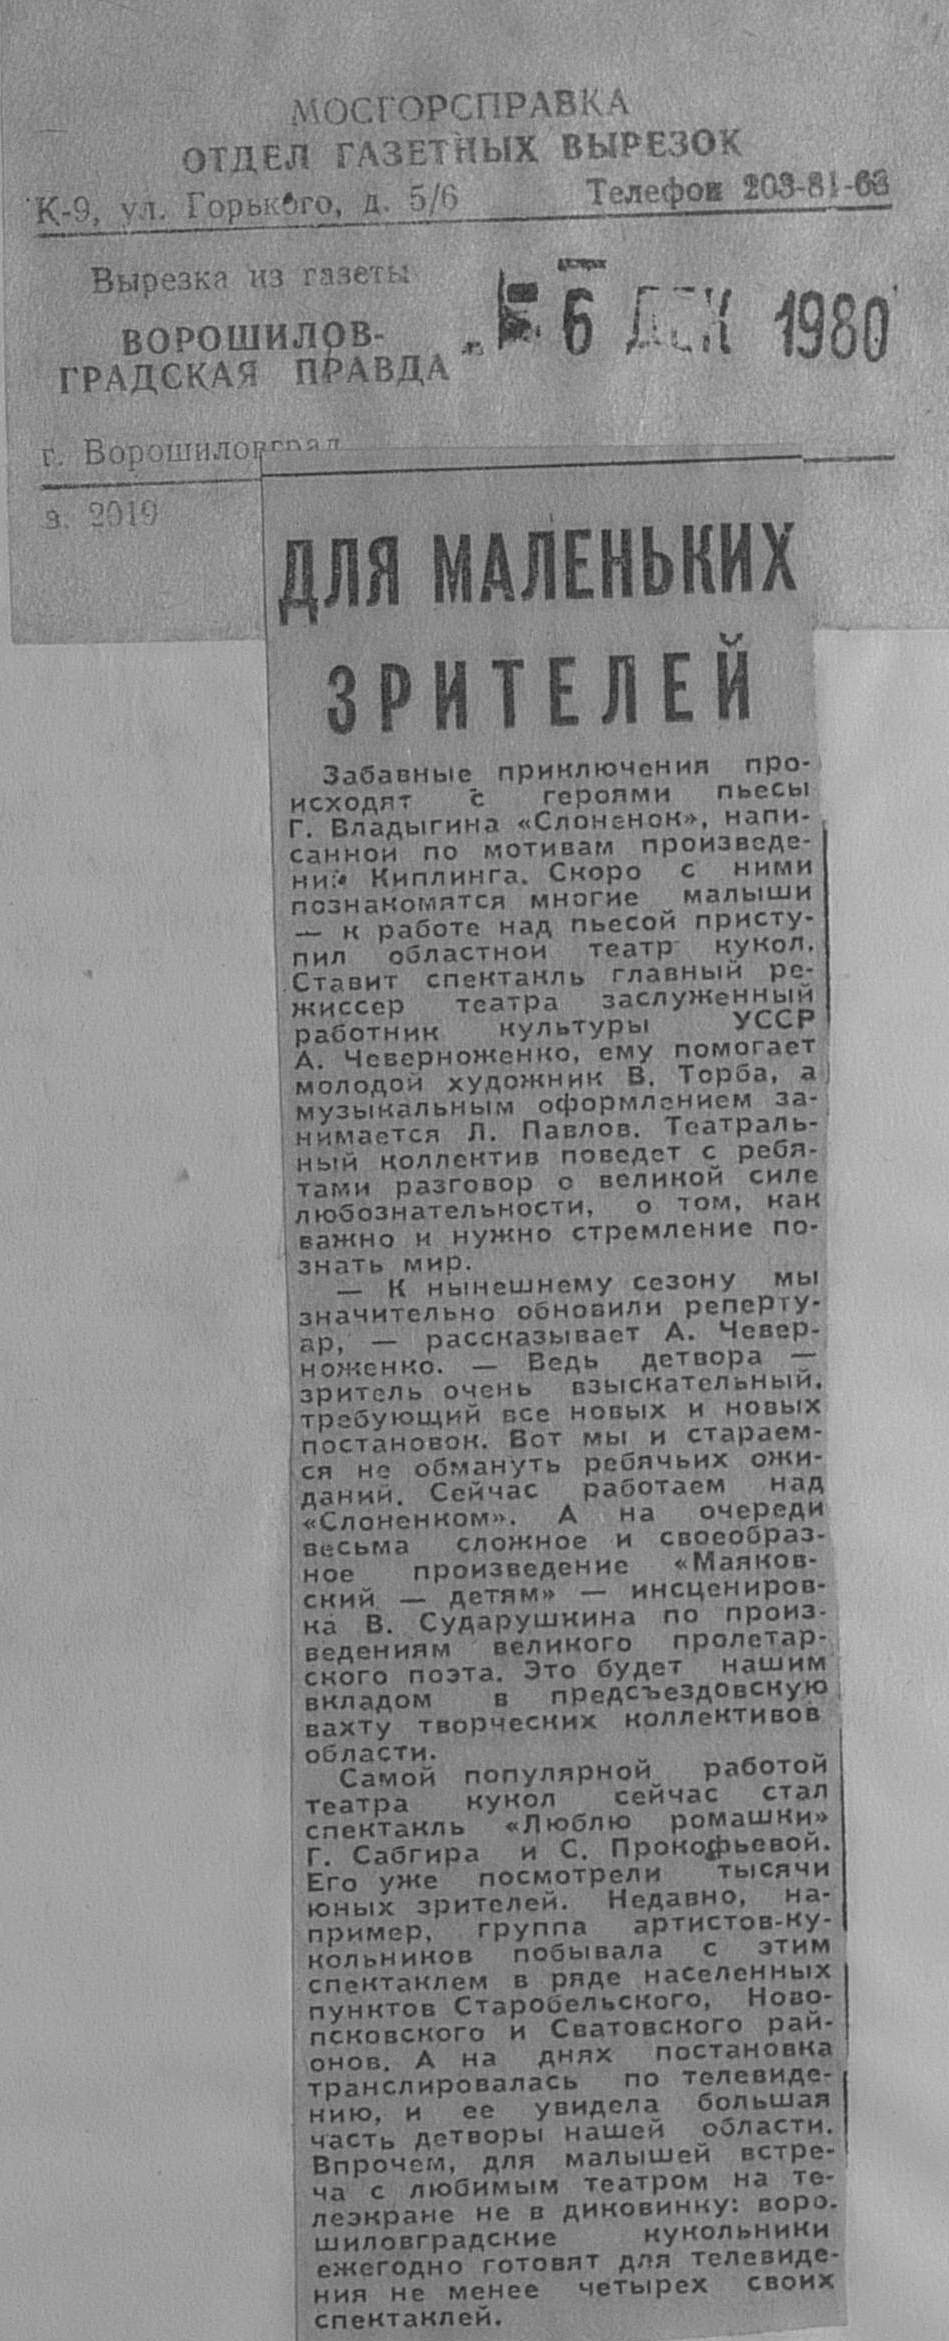 МОСГОРСПРАВКА
ОТДЕЛ ГАЗЕТНЫХ ВЫРЕЗОК
К-9, ул. Горького, д. 5/6 Телефон 203-81-63
Вырезка из газеты
ВОРОШИЛОВ-
ГРАДСКАЯ ПРАВДА
6 ДЕК 1980
г. Ворошиловград
з. 2019
ДЛЯ МАЛЕНЬКИХ
ЗРИТЕЛЕЙ
Забавные приключения про-
исходят с героями пьесы
Г. Владыгина «Слоненок», напи-
санной по мотивам произведе-
ний Киплинга. Скоро с ними
познакомятся многие малыши
— к работе над пьесой присту-
пил областной театр кукол.
Ставит спектакль главный ре-
жиссер театра заслуженный
работник культуры УССР
А. Чеверноженко, ему помогает
молодой художник В. Торба, а
музыкальным оформлением за-
нимается Л. Павлов. Театраль-
ный коллектив поведет с ребя-
тами разговор о великой силе
любознательности, о том, как
важно и нужно стремление по-
знать мир.
— К нынешнему сезону мы
значительно обновили реперту-
ар, — рассказывает А. Чевер-
ноженко. — Ведь детвора —
зритель очень взыскательный,
требующий все новых и новых
постановок. Вот мы и стараем-
ся не обмануть ребячьих ожи-
даний. Сейчас работаем над
«Слоненком». А на очереди
весьма сложное и своеобраз-
ное произведение «Маяков-
ский — детям» — инсцениров-
ка В. Сударушкина по произ-
ведениям великого пролетар-
ского поэта. Это будет нашим
вкладом в предсъездовскую
вахту творческих коллективов
области.
Самой популярной работой
театра кукол сейчас стал
спектакль «Люблю ромашки»
Г. Сабгира и С. Прокофьевой.
Его уже посмотрели тысячи
юных зрителей. Недавно, на-
пример, группа артистов-ку-
кольников побывала с этим
спектаклем в ряде населенных
пунктов Старобельского, Ново-
псковского и Сватовского рай-
онов. А на днях постановка
транслировалась по телевиде-
нию, и ее увидела большая
часть детворы нашей области.
Впрочем, для малышей встре-
ча с любимым театром на те-
леэкране не в диковинку: воро-
шиловградские кукольники
ежегодно готовят для телевиде-
ния не менее четырех своих
спектаклей.